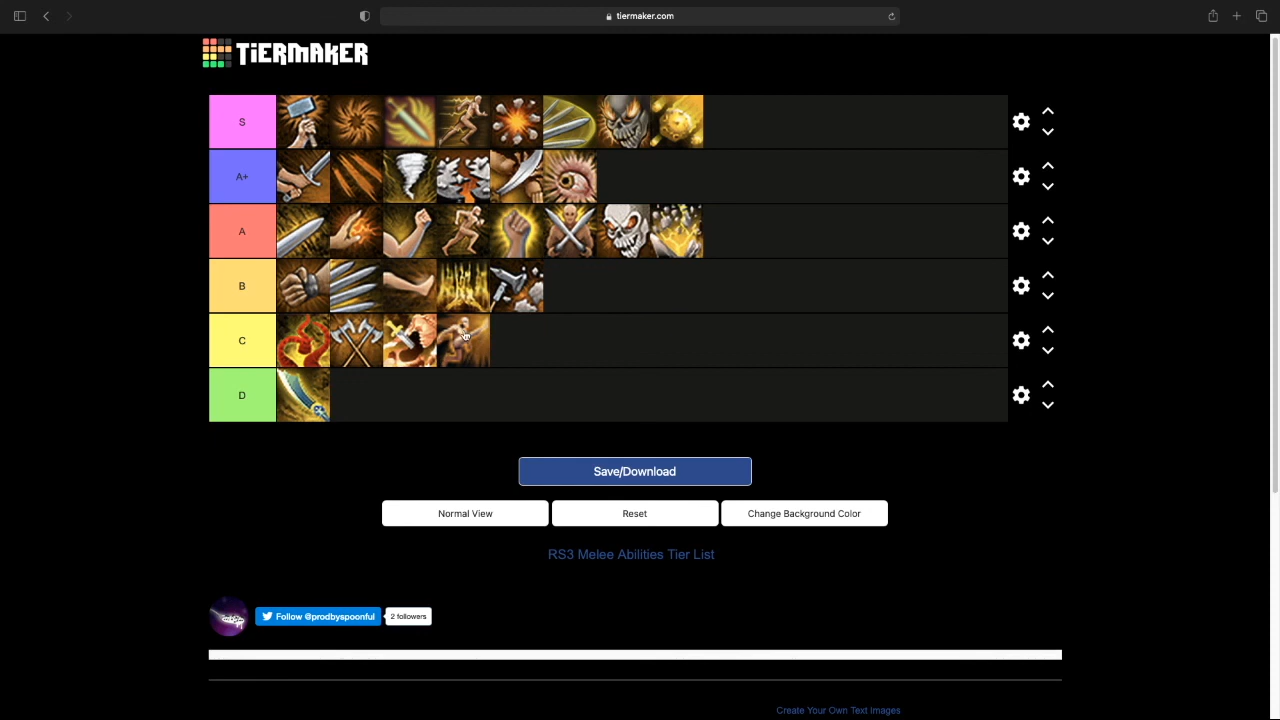 tiermaker.com
TiERMAKER
S
A+
A
B
C
D
Save/Download
Normal View Reset Change Background Color
RS3 Melee Abilities Tier List
Follow @prodbyspoonful 2 followers
Create Your Own Text Images